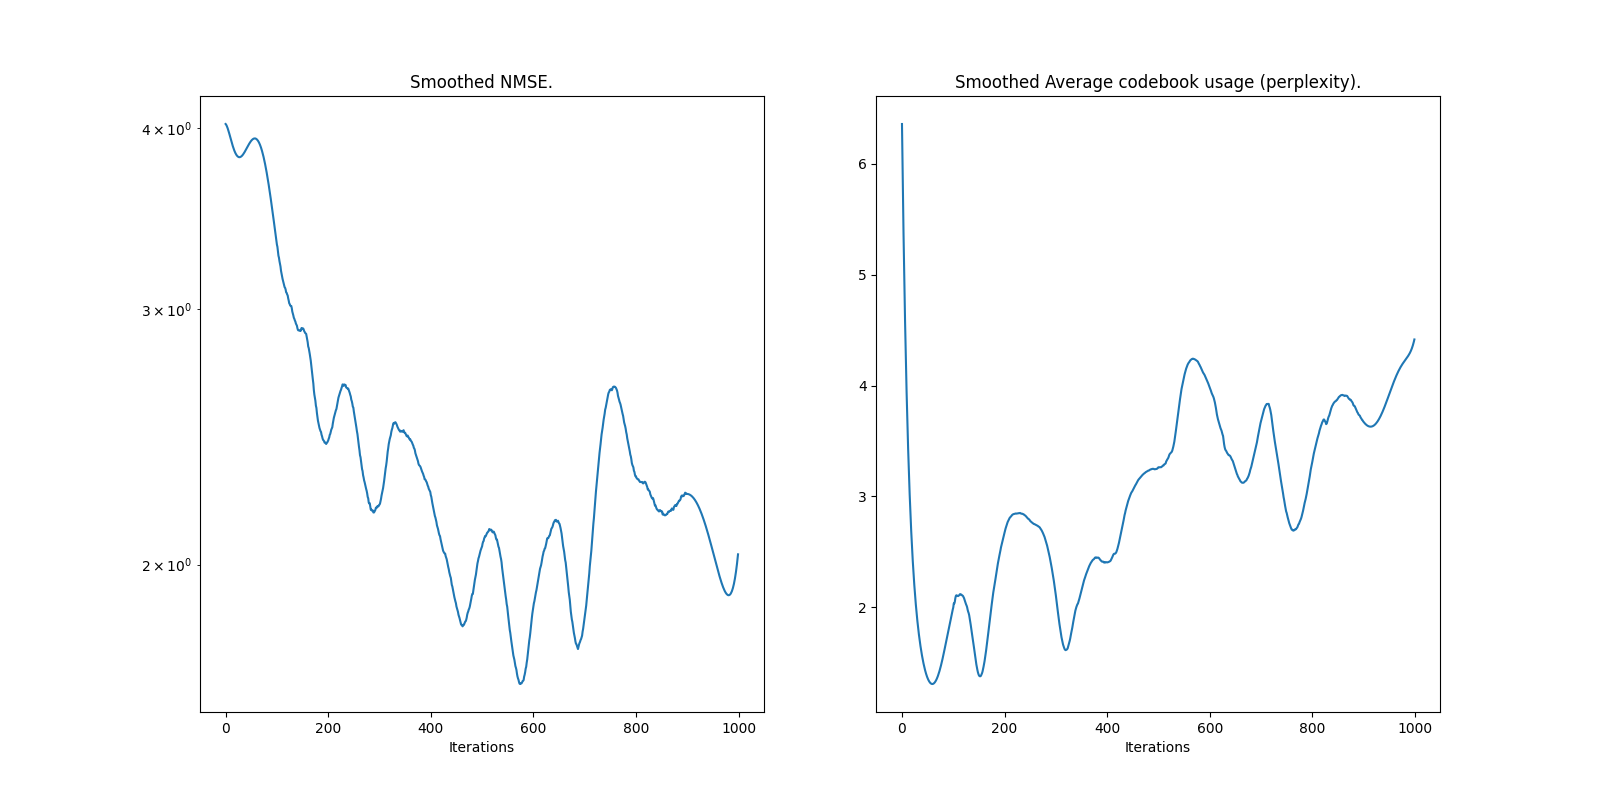 Smoothed NMSE.
4 × 10⁰
3 × 10⁰
2 × 10⁰
0 200 400 600 800 1000
Iterations
Smoothed Average codebook usage (perplexity).
6
5
4
3
2
0 200 400 600 800 1000
Iterations